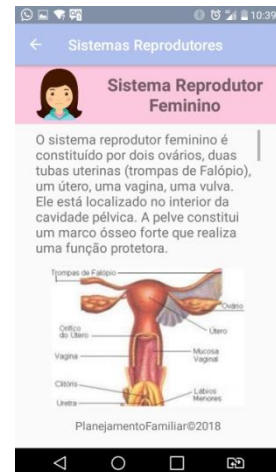 10:39
Sistemas Reprodutores
Sistema Reprodutor
Feminino
O sistema reprodutor feminino é
constituído por dois ovários, duas
tubas uterinas (trompas de Falópio),
um útero, uma vagina, uma vulva.
Ele está localizado no interior da
cavidade pélvica. A pelve constitui
um marco ósseo forte que realiza
uma função protetora.
Trompas de Falópio
Ovário
Orifíco
do Útero
Útero
Vagina
Mucosa
Vaginal
Clitóris
Lábios
Menores
Uretra
PlanejamentoFamiliar©2018